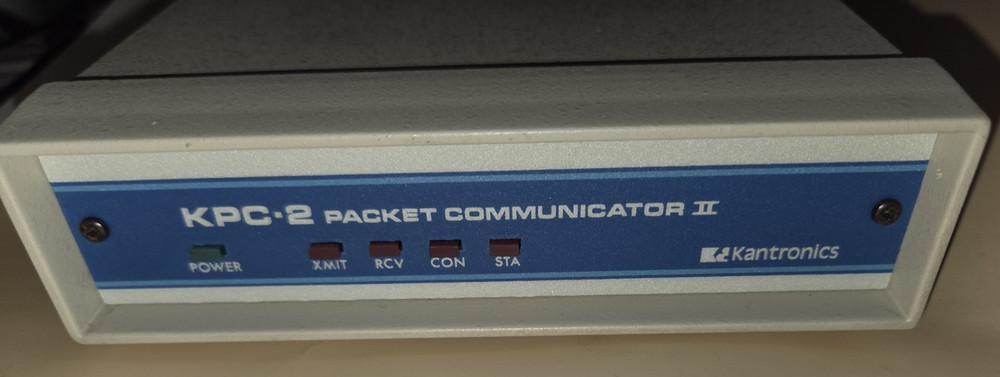 KPC-2 PACKET COMMUNICATOR II
POWER XMIT RCV CON STA
Kantronics